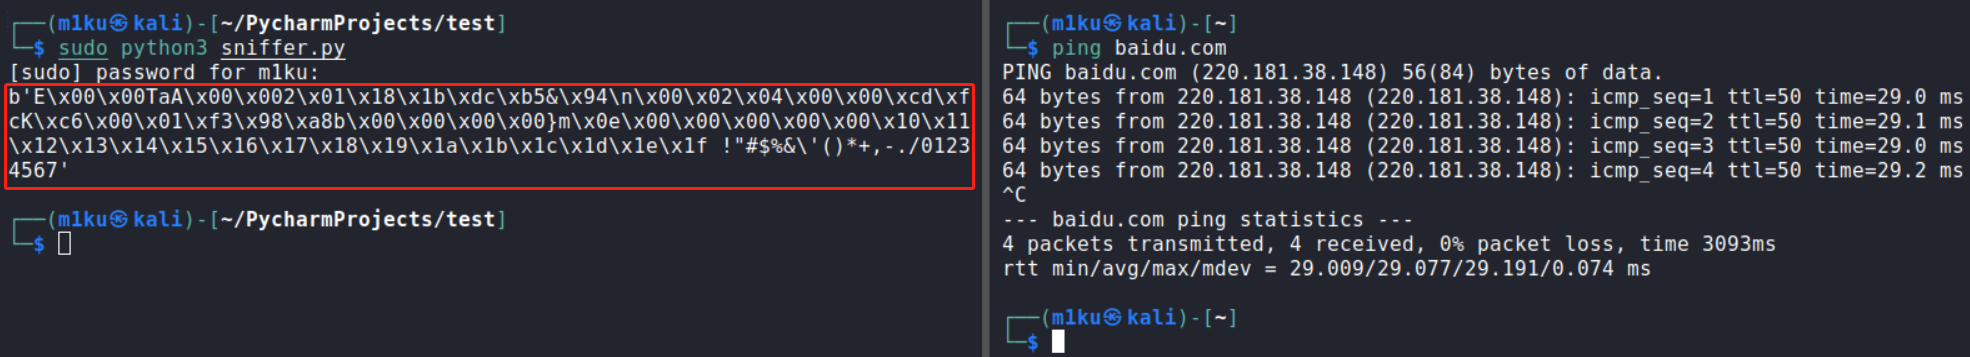 ┌──(m1ku㉿kali)-[~/PycharmProjects/test]
└─$ sudo python3 sniffer.py
[sudo] password for m1ku:
b'E\x00\x00TaA\x00\x002\x01\x18\x1b\xdc\xb5&\x94\n\x00\x02\x04\x00\x00\xcd\xf
cK\xc6\x00\x01\xf3\x98\xa8b\x00\x00\x00\x00}m\x0e\x00\x00\x00\x00\x00\x10\x11
\x12\x13\x14\x15\x16\x17\x18\x19\x1a\x1b\x1c\x1d\x1e\x1f !"#$%&\'()*+,-./0123
4567'
┌──(m1ku㉿kali)-[~/PycharmProjects/test]
└─$
┌──(m1ku㉿kali)-[~]
└─$ ping baidu.com
PING baidu.com (220.181.38.148) 56(84) bytes of data.
64 bytes from 220.181.38.148 (220.181.38.148): icmp_seq=1 ttl=50 time=29.0 ms
64 bytes from 220.181.38.148 (220.181.38.148): icmp_seq=2 ttl=50 time=29.1 ms
64 bytes from 220.181.38.148 (220.181.38.148): icmp_seq=3 ttl=50 time=29.0 ms
64 bytes from 220.181.38.148 (220.181.38.148): icmp_seq=4 ttl=50 time=29.2 ms
^C
--- baidu.com ping statistics ---
4 packets transmitted, 4 received, 0% packet loss, time 3093ms
rtt min/avg/max/mdev = 29.009/29.077/29.191/0.074 ms
┌──(m1ku㉿kali)-[~]
└─$